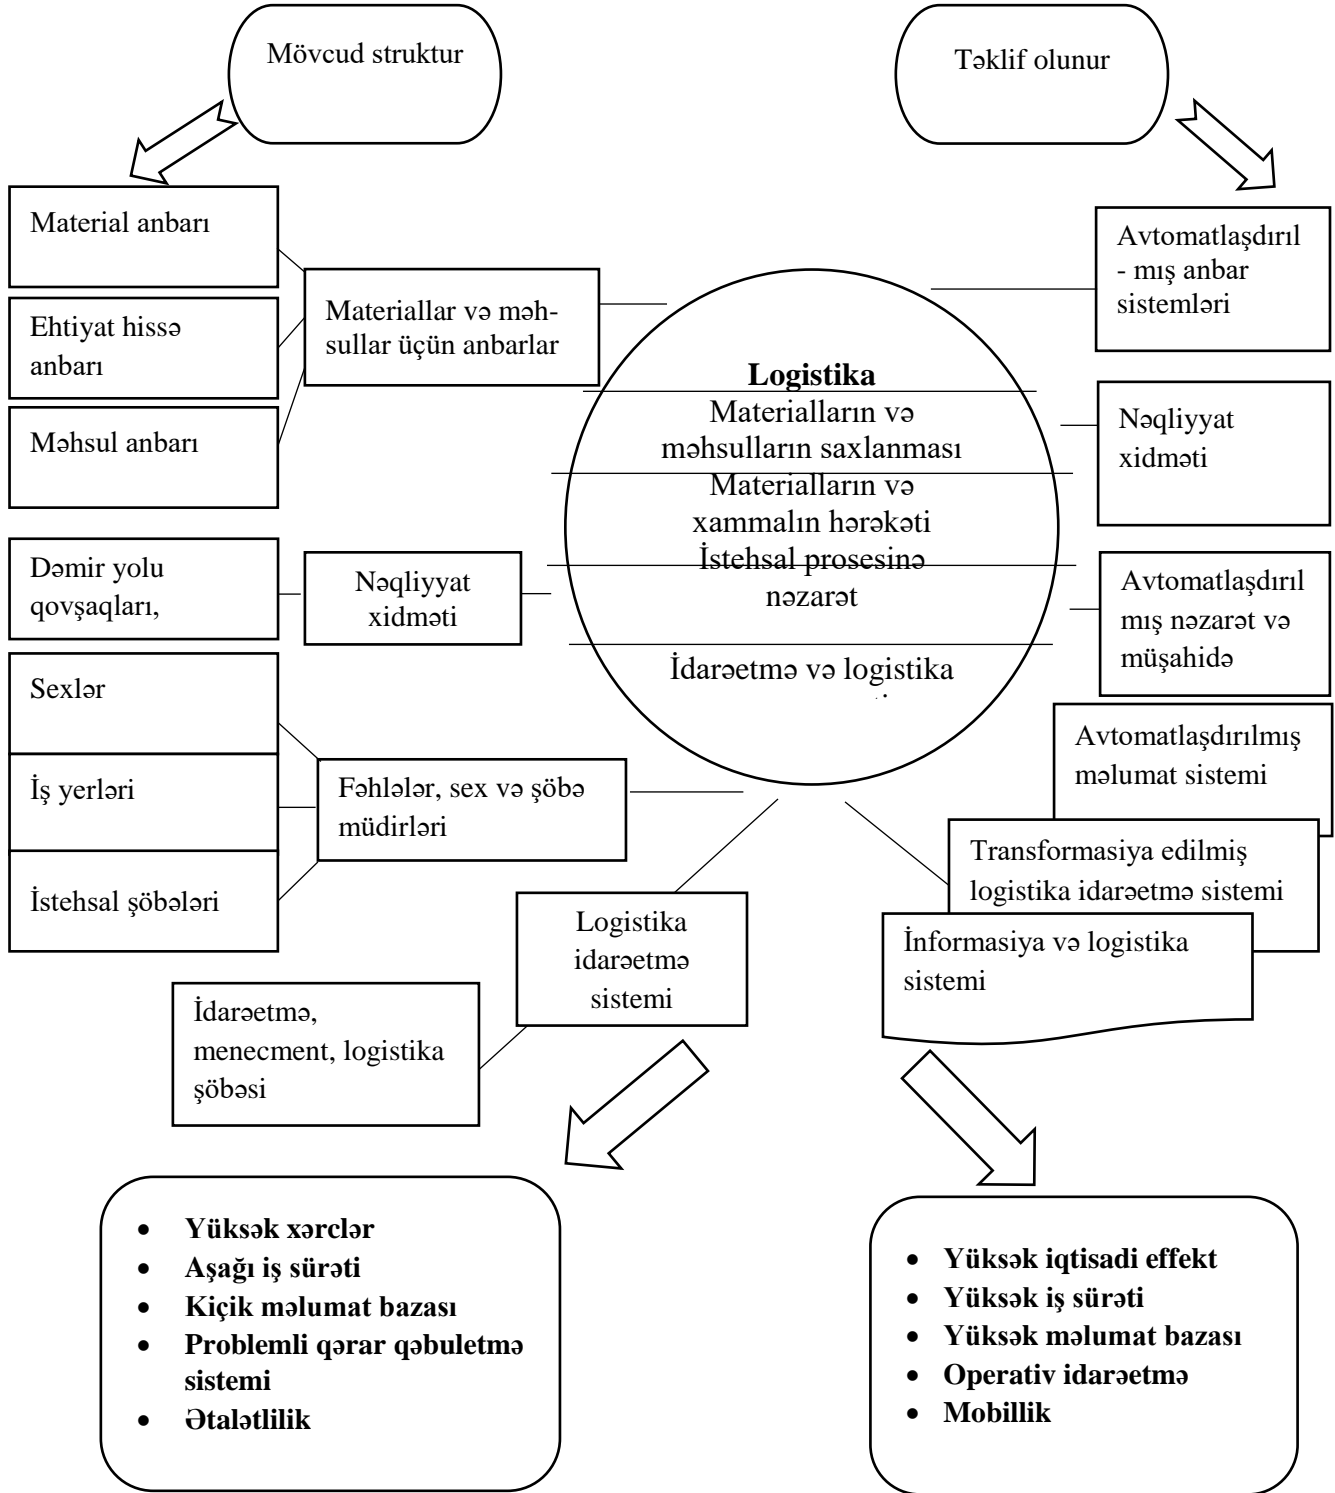 Mövcud struktur
Təklif olunur
Material anbarı
Ehtiyat hissə
anbarı
Məhsul anbarı
Materiallar və məh-
sullar üçün anbarlar
Dəmir yolu
qovşaqları,
Nəqliyyat
xidməti
Sexlər
İş yerləri
İstehsal şöbələri
Fəhlələr, sex və şöbə
müdirləri
Logistika
idarəetmə
sistemi
İdarəetmə,
menecment, logistika
şöbəsi
Logistika
Materialların və
məhsulların saxlanması
Materialların və
xammalın hərəkəti
İstehsal prosesinə
nəzarət
İdarəetmə və logistika
Avtomatlaşdırıl
- mış anbar
sistemləri
Nəqliyyat
xidməti
Avtomatlaşdırıl
mış nəzarət və
müşahidə
Avtomatlaşdırılmış
məlumat sistemi
Transformasiya edilmiş
logistika idarəetmə sistemi
İnformasiya və logistika
sistemi
• Yüksək xərclər
• Aşağı iş sürəti
• Kiçik məlumat bazası
• Problemli qərar qəbuletmə
sistemi
• Ətalətlilik
• Yüksək iqtisadi effekt
• Yüksək iş sürəti
• Yüksək məlumat bazası
• Operativ idarəetmə
• Mobillik